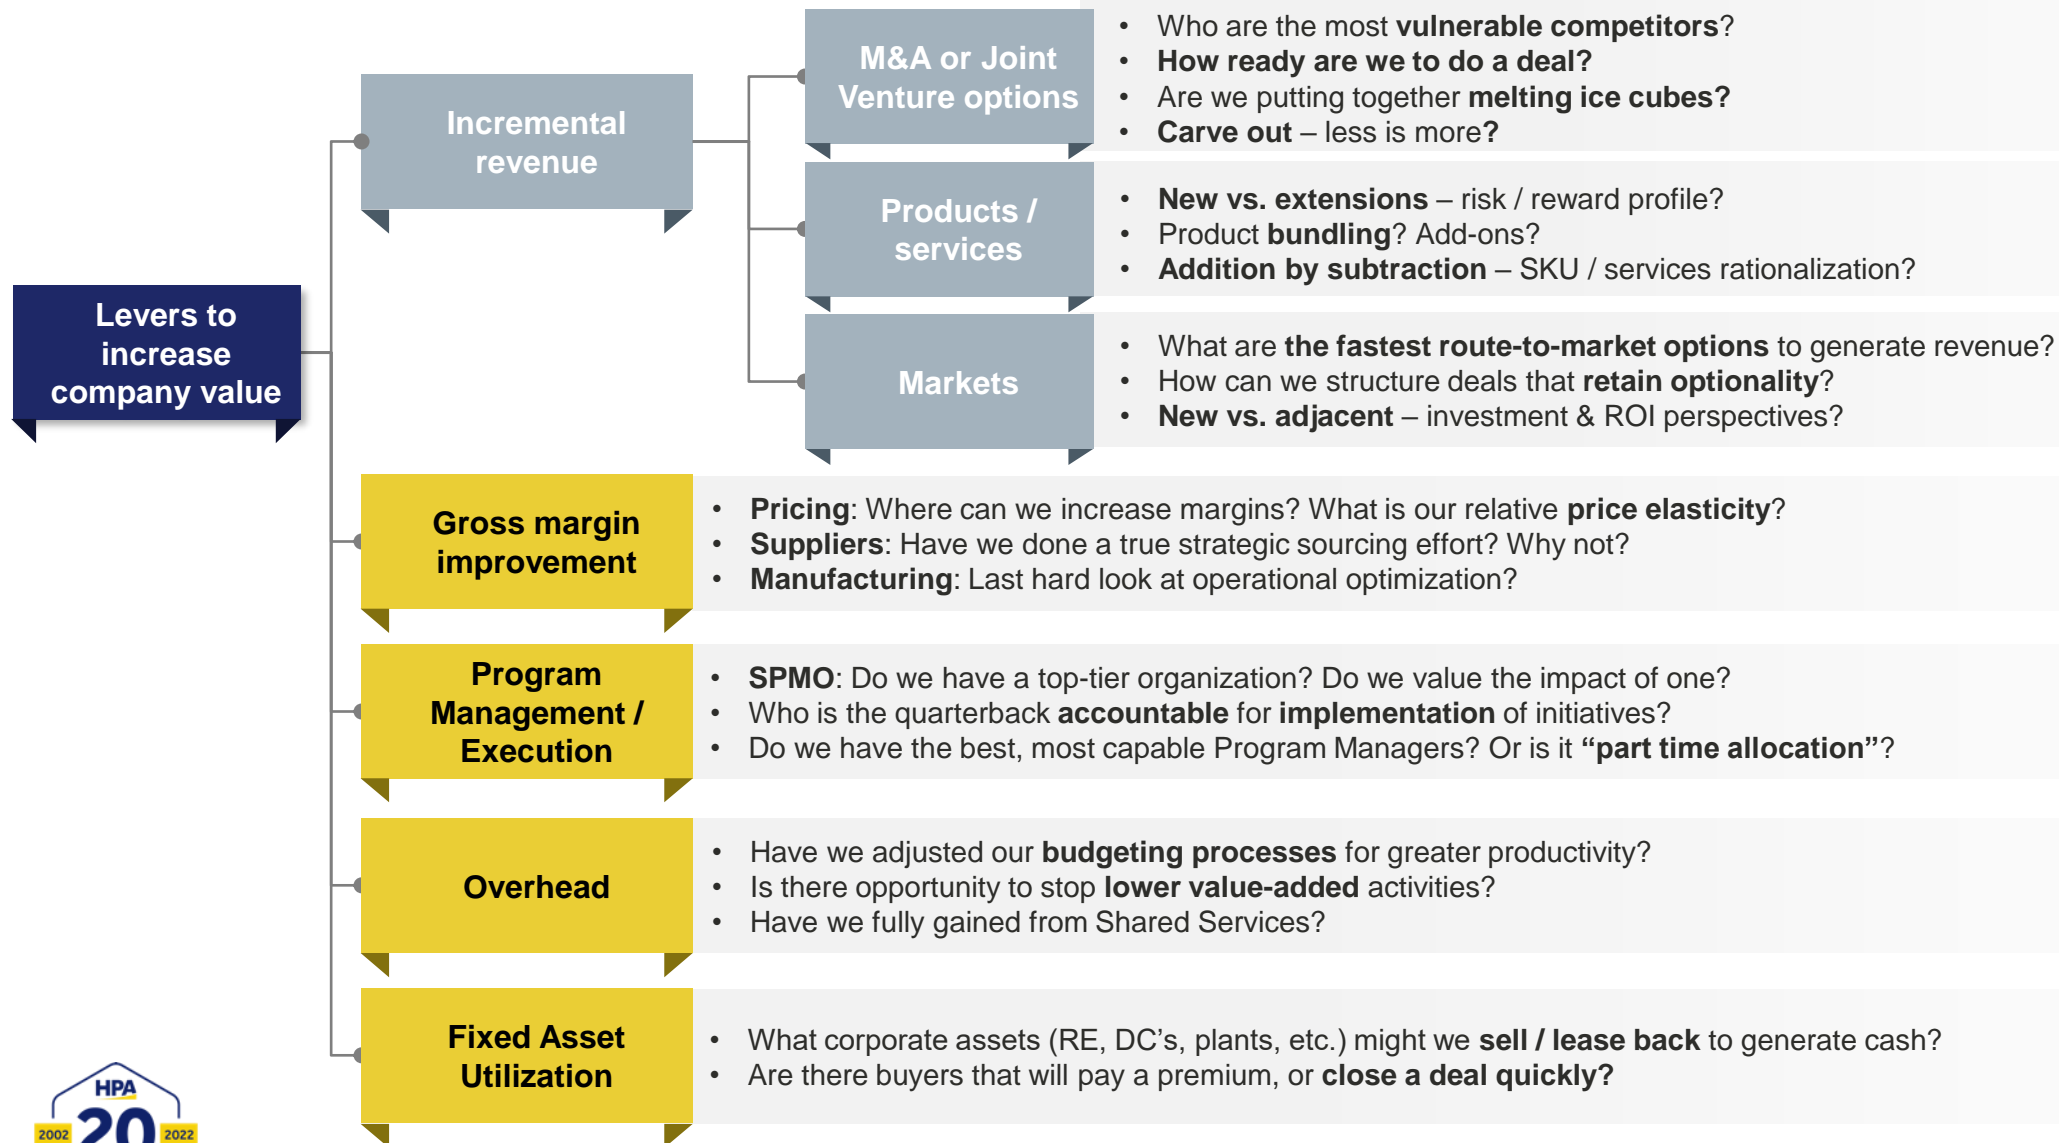 Levers to
increase
company value
Incremental
revenue
M&A or Joint
Venture options
• Who are the most vulnerable competitors?
• How ready are we to do a deal?
• Are we putting together melting ice cubes?
• Carve out – less is more?
Products /
services
• New vs. extensions – risk / reward profile?
• Product bundling? Add-ons?
• Addition by subtraction – SKU / services rationalization?
Markets
• What are the fastest route-to-market options to generate revenue?
• How can we structure deals that retain optionality?
• New vs. adjacent – investment & ROI perspectives?
Gross margin
improvement
• Pricing: Where can we increase margins? What is our relative price elasticity?
• Suppliers: Have we done a true strategic sourcing effort? Why not?
• Manufacturing: Last hard look at operational optimization?
Program
Management /
Execution
• SPMO: Do we have a top-tier organization? Do we value the impact of one?
• Who is the quarterback accountable for implementation of initiatives?
• Do we have the best, most capable Program Managers? Or is it “part time allocation”?
Overhead
• Have we adjusted our budgeting processes for greater productivity?
• Is there opportunity to stop lower value-added activities?
• Have we fully gained from Shared Services?
Fixed Asset
Utilization
• What corporate assets (RE, DC’s, plants, etc.) might we sell / lease back to generate cash?
• Are there buyers that will pay a premium, or close a deal quickly?
HPA
2002 20 2022